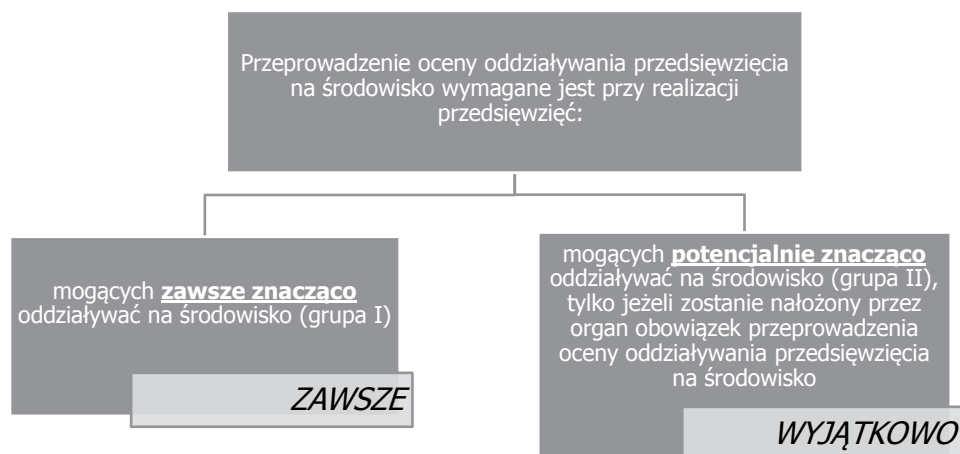 Przeprowadzenie oceny oddziaływania przedsięwzięcia
na środowisko wymagane jest przy realizacji
przedsięwzięć:
mogących zawsze znacząco
oddziaływać na środowisko (grupa I)
ZAWSZE
mogących potencjalnie znacząco
oddziaływać na środowisko (grupa II),
tylko jeżeli zostanie nałożony przez
organ obowiązek przeprowadzenia
oceny oddziaływania przedsięwzięcia
na środowisko
WYJĄTKOWO